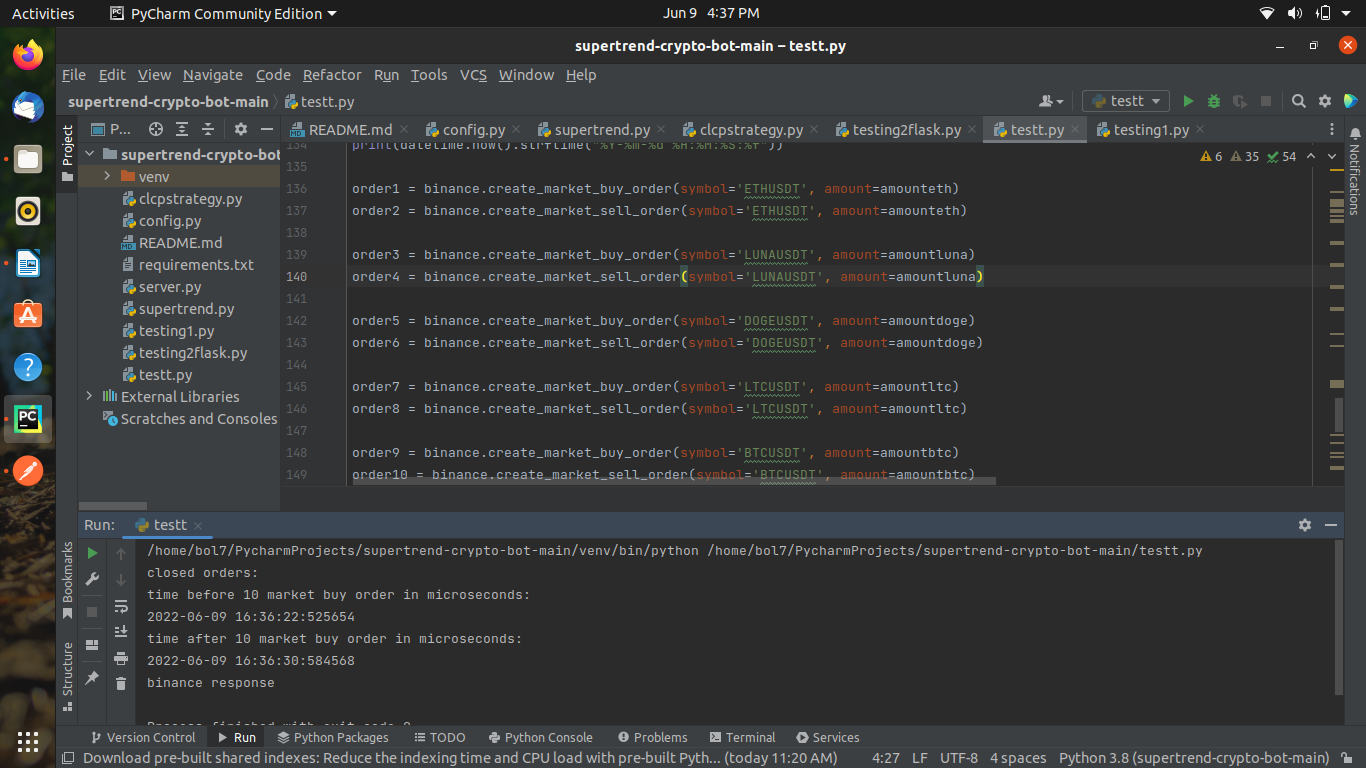 Activities PyCharm Community Edition Jun 9 4:37 PM
supertrend-crypto-bot-main – testt.py
File Edit View Navigate Code Refactor Run Tools VCS Window Help
supertrend-crypto-bot-main testt.py testt
Project P... README.md config.py supertrend.py clcpstrategy.py testing2flask.py testt.py testing1.py
supertrend-crypto-bot
venv
clcpstrategy.py
config.py
README.md
requirements.txt
server.py
supertrend.py
testing1.py
testing2flask.py
testt.py
External Libraries
Scratches and Consoles
6 35 54
134 print(datetime.now().strftime("%Y-%m-%d %H:%M:%S:%f"))
135
136 order1 = binance.create_market_buy_order(symbol='ETHUSDT', amount=amounteth)
137 order2 = binance.create_market_sell_order(symbol='ETHUSDT', amount=amounteth)
138
139 order3 = binance.create_market_buy_order(symbol='LUNAUSDT', amount=amountluna)
140 order4 = binance.create_market_sell_order(symbol='LUNAUSDT', amount=amountluna)
141
142 order5 = binance.create_market_buy_order(symbol='DOGEUSDT', amount=amountdoge)
143 order6 = binance.create_market_sell_order(symbol='DOGEUSDT', amount=amountdoge)
144
145 order7 = binance.create_market_buy_order(symbol='LTCUSDT', amount=amountltc)
146 order8 = binance.create_market_sell_order(symbol='LTCUSDT', amount=amountltc)
147
148 order9 = binance.create_market_buy_order(symbol='BTCUSDT', amount=amountbtc)
149 order10 = binance.create_market_sell_order(symbol='BTCUSDT', amount=amountbtc)
Notifications
Run: testt
/home/bol7/PycharmProjects/supertrend-crypto-bot-main/venv/bin/python /home/bol7/PycharmProjects/supertrend-crypto-bot-main/testt.py
closed orders:
time before 10 market buy order in microseconds:
2022-06-09 16:36:22:525654
time after 10 market buy order in microseconds:
2022-06-09 16:36:30:584568
binance response
Process finished with exit code 0
Bookmarks
Structure
Version Control Run Python Packages TODO Python Console Problems Terminal Services
Download pre-built shared indexes: Reduce the indexing time and CPU load with pre-built Pyth... (today 11:20 AM) 4:27 LF UTF-8 4 spaces Python 3.8 (supertrend-crypto-bot-main)